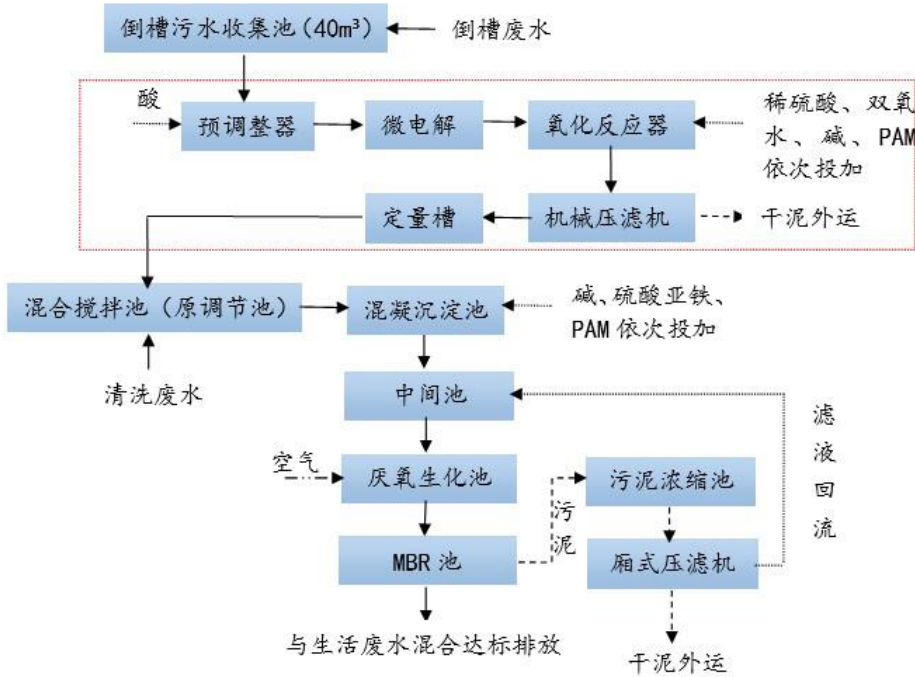 倒槽污水收集池（40m³）
倒槽废水
酸
预调整器
微电解
氧化反应器
稀硫酸、双氧
水、碱、PAM
依次投加
定量槽
机械压滤机
干泥外运
混合搅拌池（原调节池）
混凝沉淀池
碱、硫酸亚铁、
PAM 依次投加
清洗废水
中间池
滤液回流
空气
厌氧生化池
污泥
污泥浓缩池
MBR 池
厢式压滤机
与生活废水混合达标排放
干泥外运